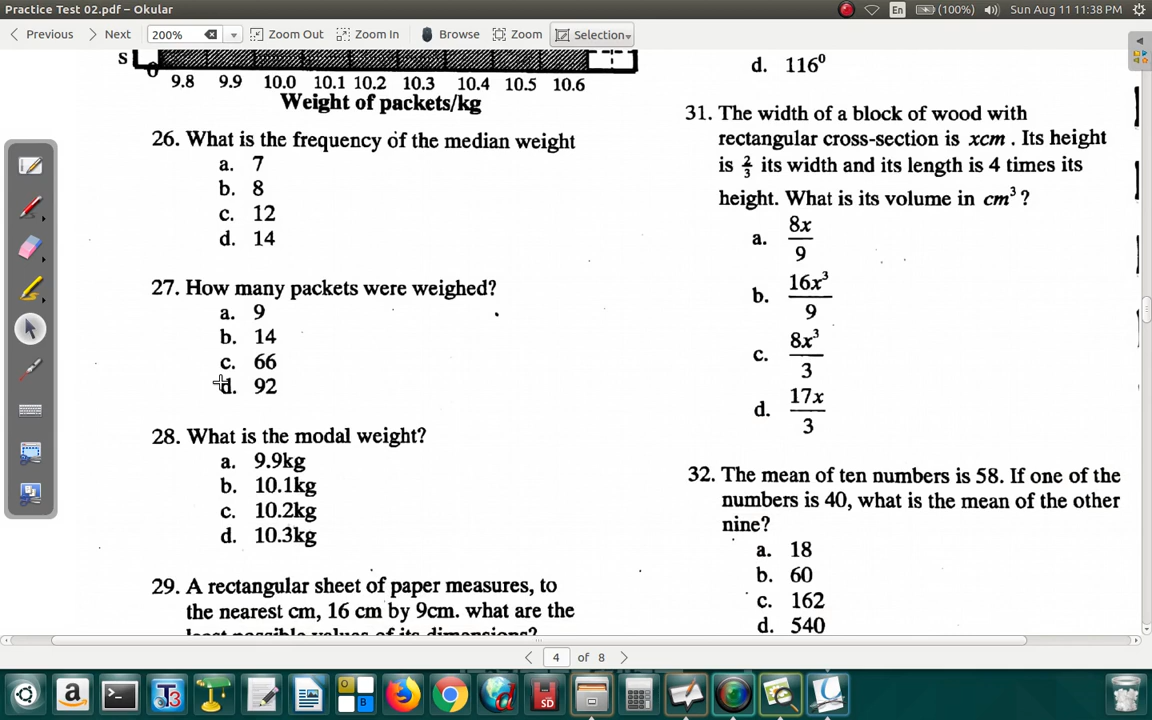 Practice Test 02.pdf - Okular
En
(100%)
Sun Aug 11 11:38 PM
Previous
Next
200%
Zoom Out
Zoom In
Browse
Zoom
Selection
S
0
9.8 9.9 10.0 10.1 10.2 10.3 10.4 10.5 10.6
Weight of packets/kg
26. What is the frequency of the median weight
a. 7
b. 8
c. 12
d. 14
27. How many packets were weighed?
a. 9
b. 14
c. 66
d. 92
28. What is the modal weight?
a. 9.9kg
b. 10.1kg
c. 10.2kg
d. 10.3kg
29. A rectangular sheet of paper measures, to
the nearest cm, 16 cm by 9cm. what are the
least possible values of its dimensions?
d. 116⁰
31. The width of a block of wood with
rectangular cross-section is xcm . Its height
is 2/3 its width and its length is 4 times its
height. What is its volume in cm³ ?
a. 8x/9
b. 16x³/9
c. 8x³/3
d. 17x/3
32. The mean of ten numbers is 58. If one of the
numbers is 40, what is the mean of the other
nine?
a. 18
b. 60
c. 162
d. 540
4 of 8